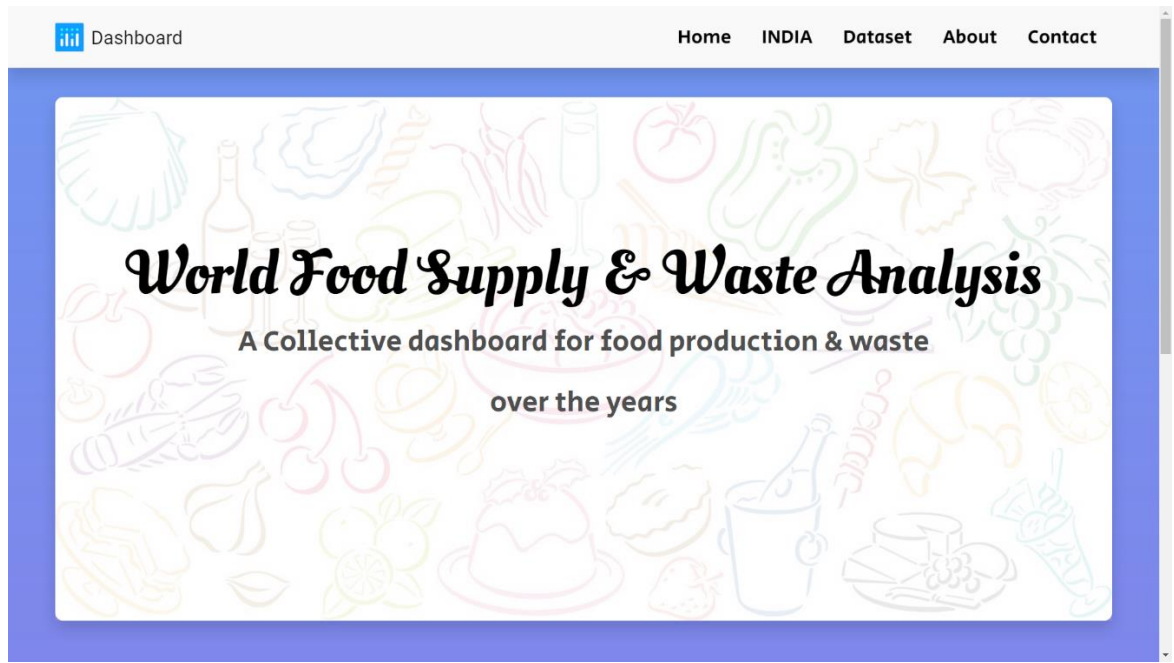 Dashboard
Home INDIA Dataset About Contact
World Food Supply & Waste Analysis
A Collective dashboard for food production & waste
over the years